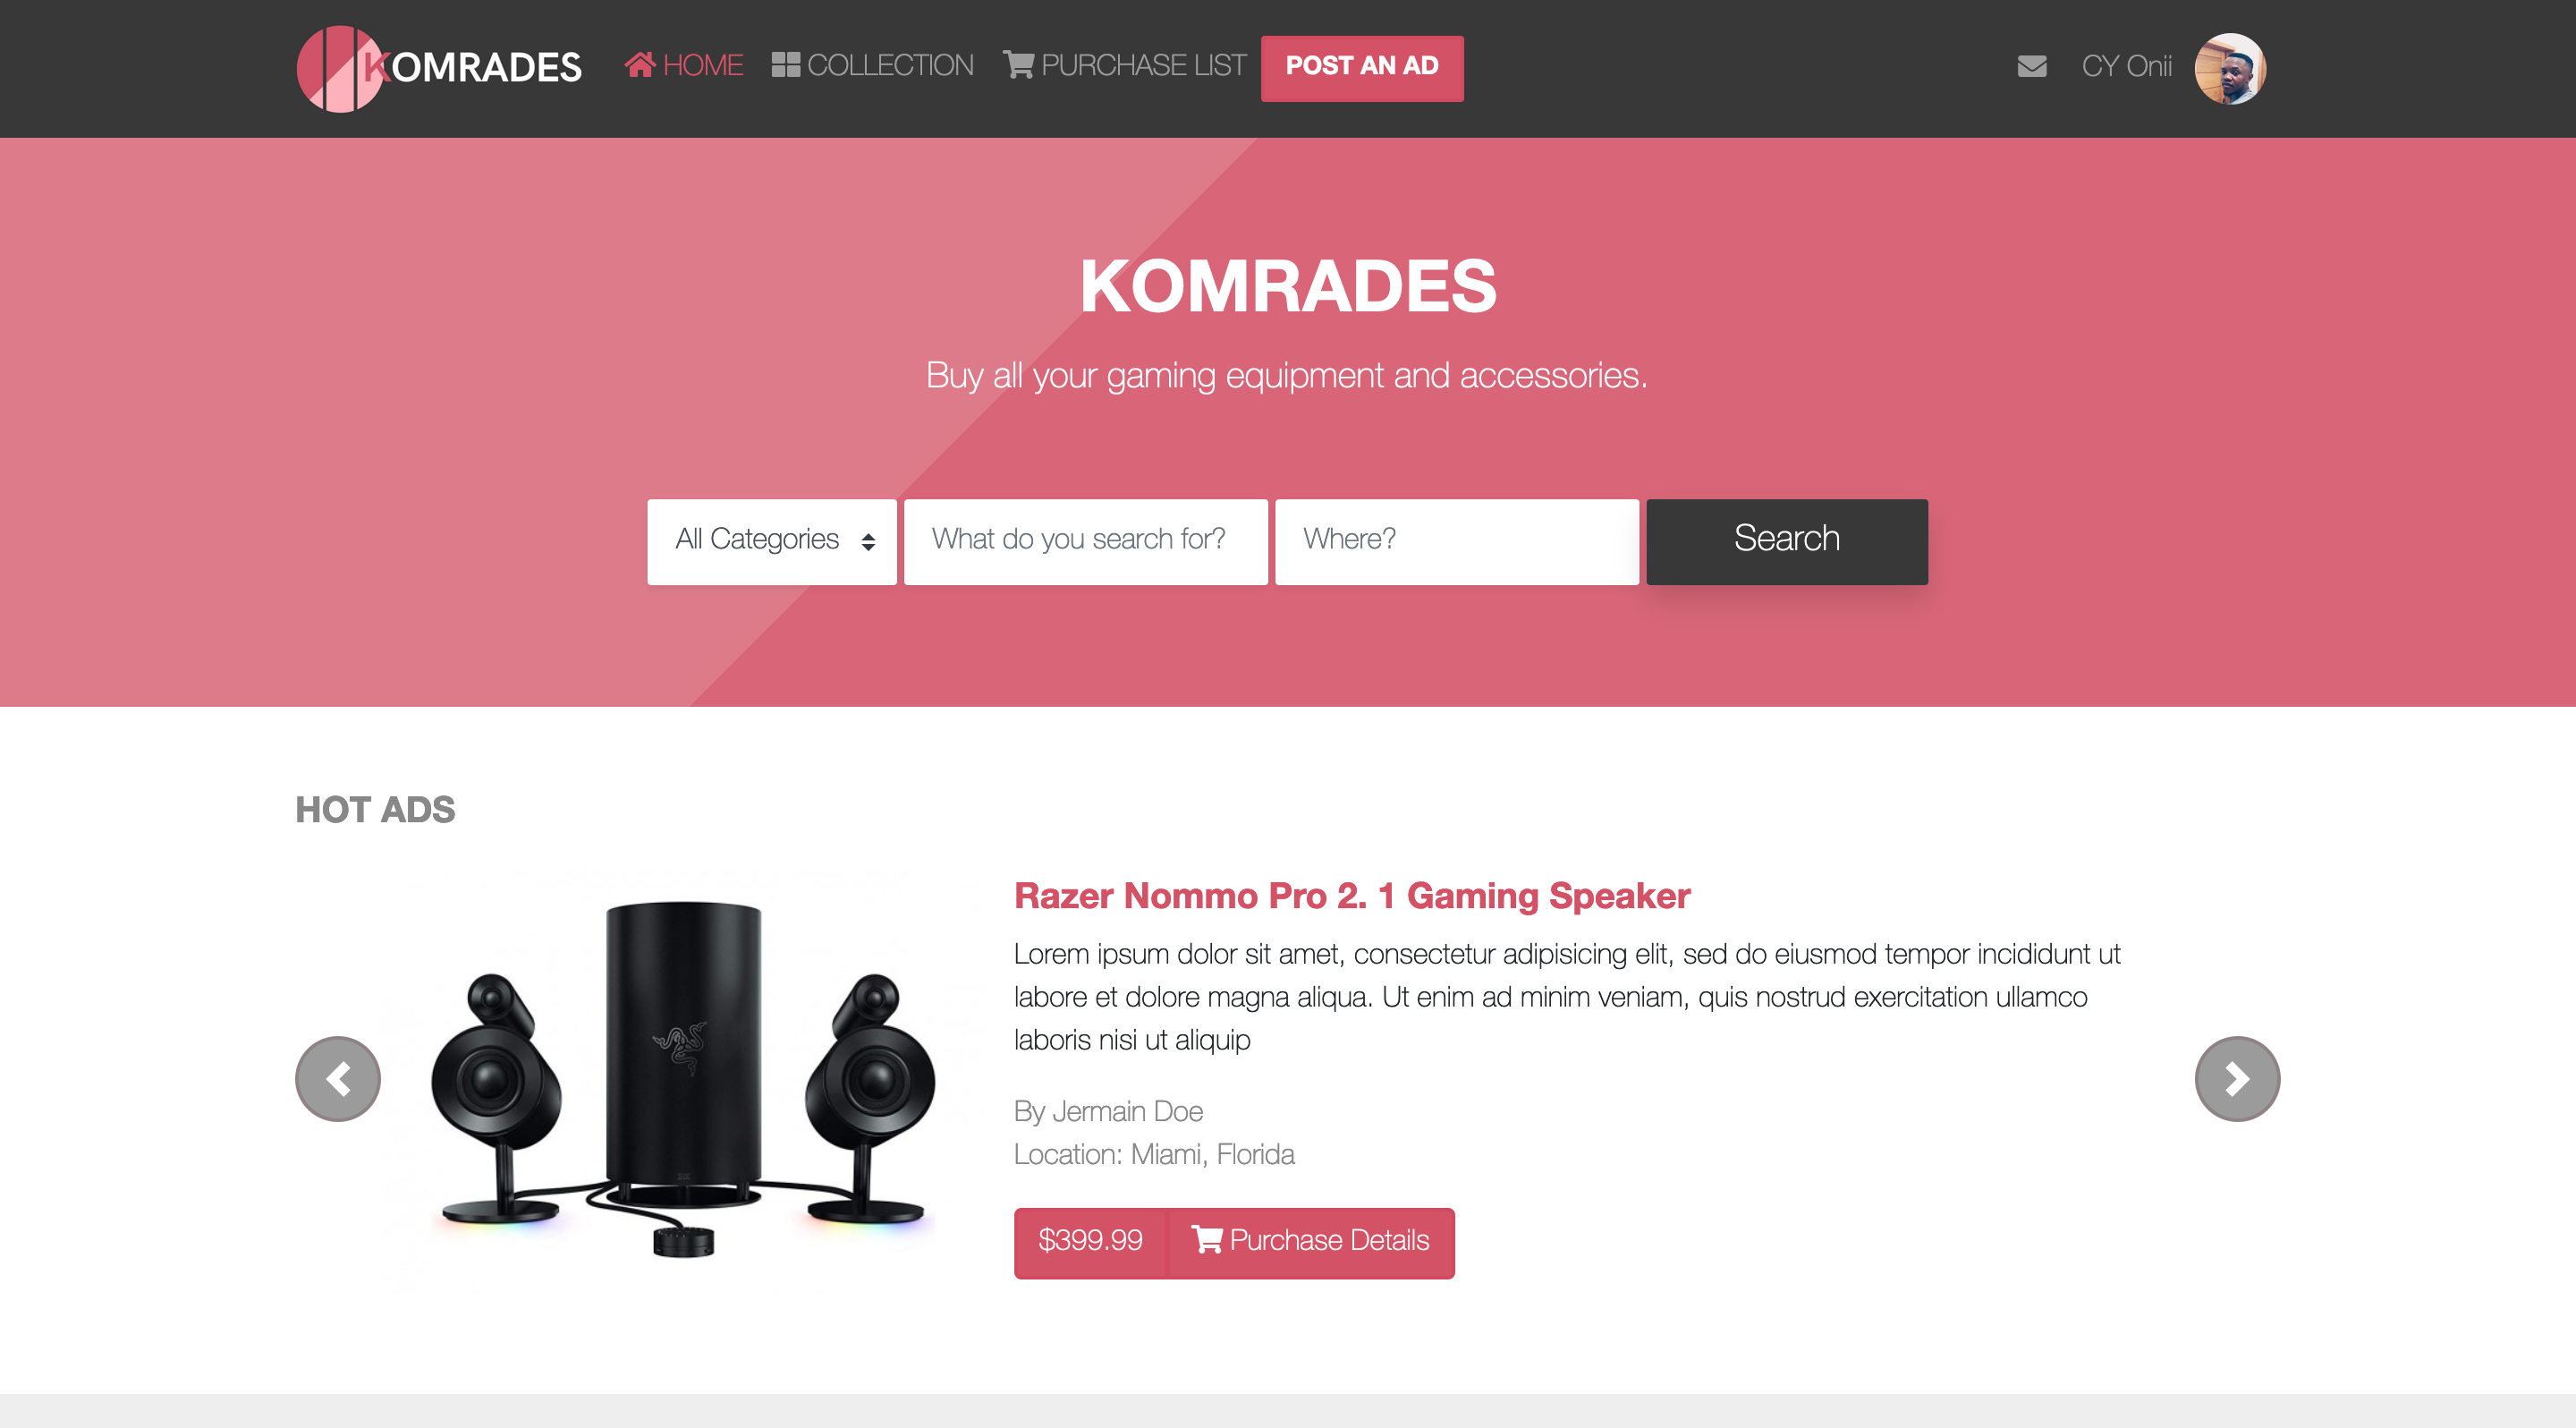 KOMRADES
HOME
COLLECTION
PURCHASE LIST
POST AN AD
CY Onii
KOMRADES
Buy all your gaming equipment and accessories.
All Categories
What do you search for?
Where?
Search
HOT ADS
Razer Nommo Pro 2. 1 Gaming Speaker
Lorem ipsum dolor sit amet, consectetur adipisicing elit, sed do eiusmod tempor incididunt ut
labore et dolore magna aliqua. Ut enim ad minim veniam, quis nostrud exercitation ullamco
laboris nisi ut aliquip
By Jermain Doe
Location: Miami, Florida
$399.99
Purchase Details